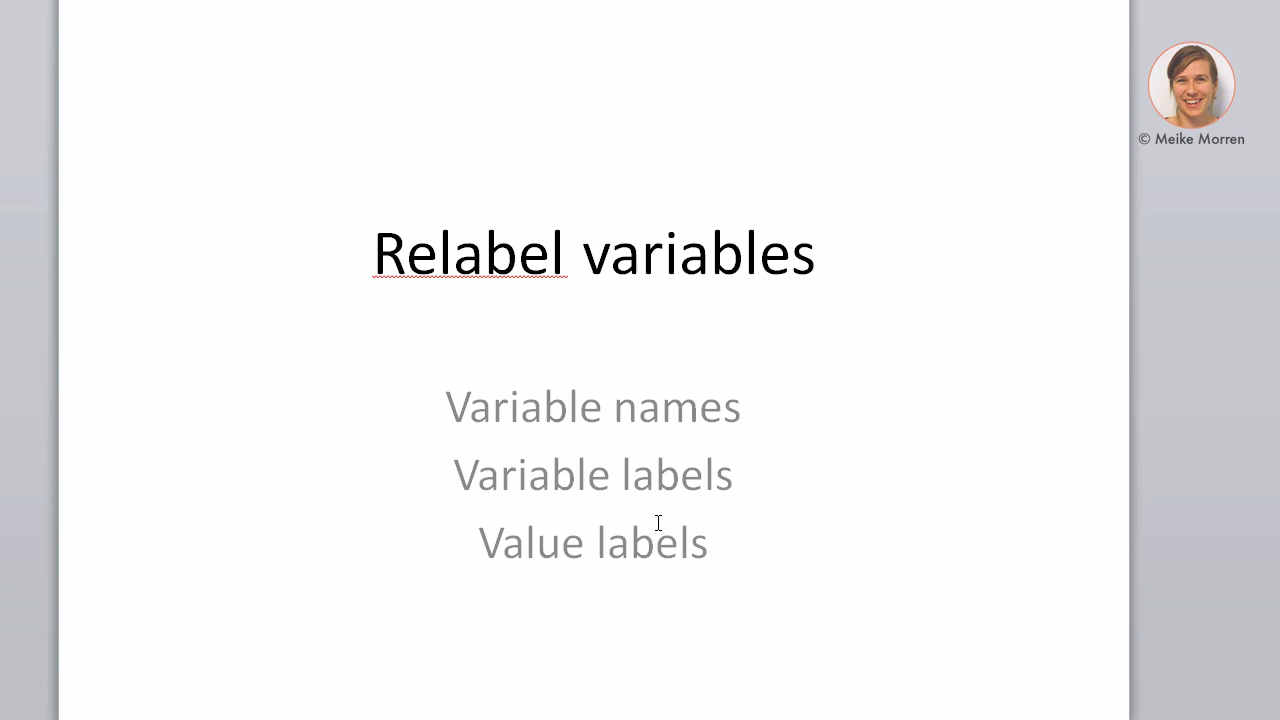 Relabel variables
Variable names
Variable labels
Value labels
© Meike Morren